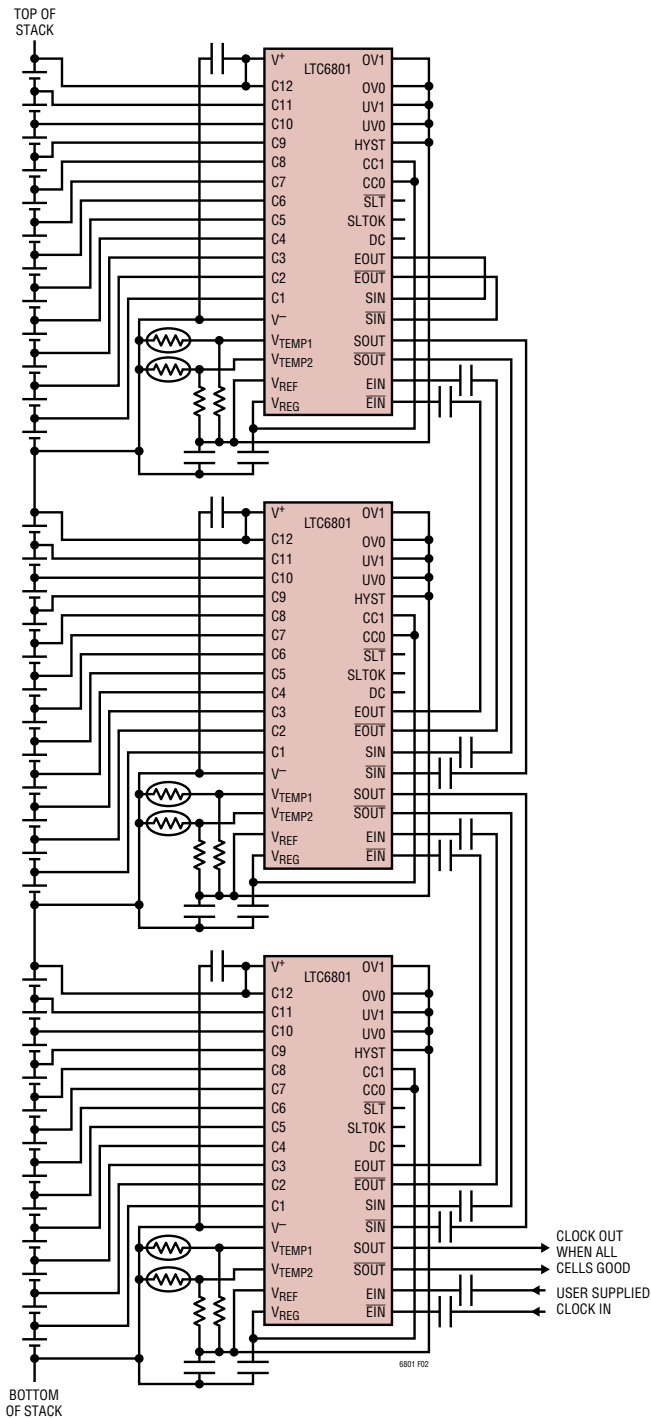 TOP OF
STACK
LTC6801
V+
C12
C11
C10
C9
C8
C7
C6
C5
C4
C3
C2
C1
V–
VTEMP1
VTEMP2
VREF
VREG
OV1
OV0
UV1
UV0
HYST
CC1
CC0
SLT
SLTOK
DC
EOUT
EOUT
SIN
SIN
SOUT
SOUT
EIN
EIN
LTC6801
V+
C12
C11
C10
C9
C8
C7
C6
C5
C4
C3
C2
C1
V–
VTEMP1
VTEMP2
VREF
VREG
OV1
OV0
UV1
UV0
HYST
CC1
CC0
SLT
SLTOK
DC
EOUT
EOUT
SIN
SIN
SOUT
SOUT
EIN
EIN
LTC6801
V+
C12
C11
C10
C9
C8
C7
C6
C5
C4
C3
C2
C1
V–
VTEMP1
VTEMP2
VREF
VREG
OV1
OV0
UV1
UV0
HYST
CC1
CC0
SLT
SLTOK
DC
EOUT
EOUT
SIN
SIN
SOUT
SOUT
EIN
EIN
CLOCK OUT
WHEN ALL
CELLS GOOD
USER SUPPLIED
CLOCK IN
6801 F02
BOTTOM
OF STACK